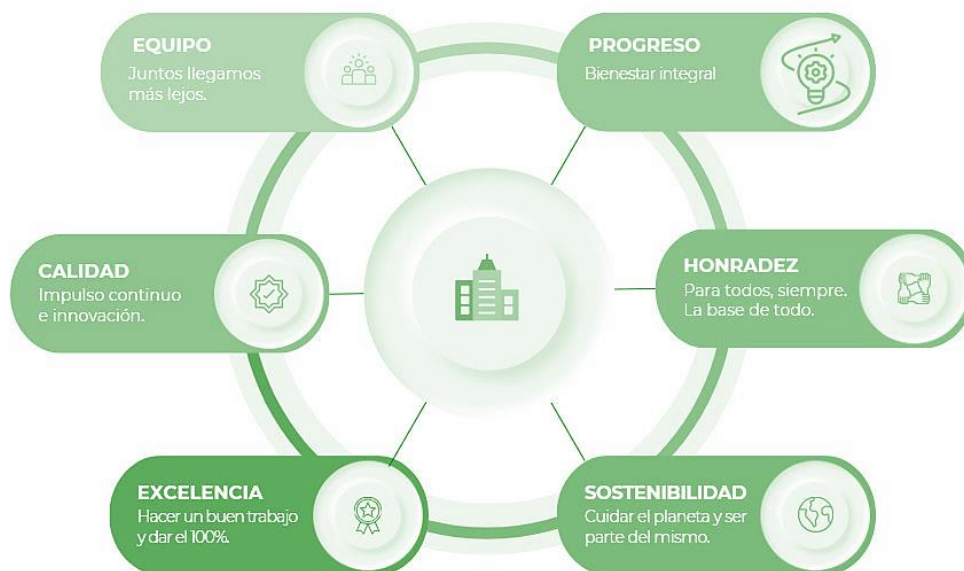 EQUIPO
Juntos llegamos
más lejos.
PROGRESO
Bienestar integral
CALIDAD
Impulso continuo
e innovación.
HONRADEZ
Para todos, siempre.
La base de todo.
EXCELENCIA
Hacer un buen trabajo
y dar el 100%.
SOSTENIBILIDAD
Cuidar el planeta y ser
parte del mismo.